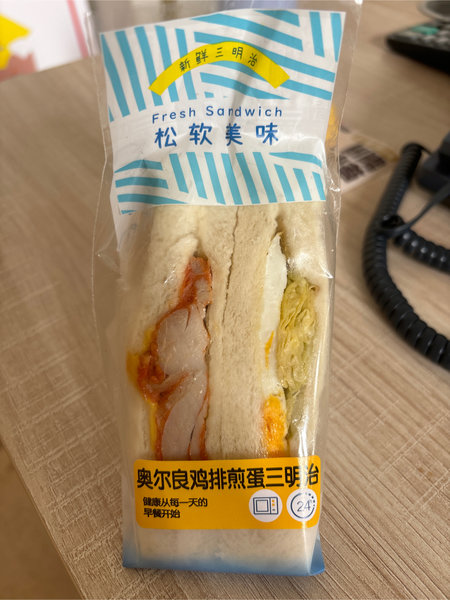 新鲜三明治
Fresh Sandwich
松软美味
奥尔良鸡排煎蛋三明治
健康从每一天的
早餐开始
24